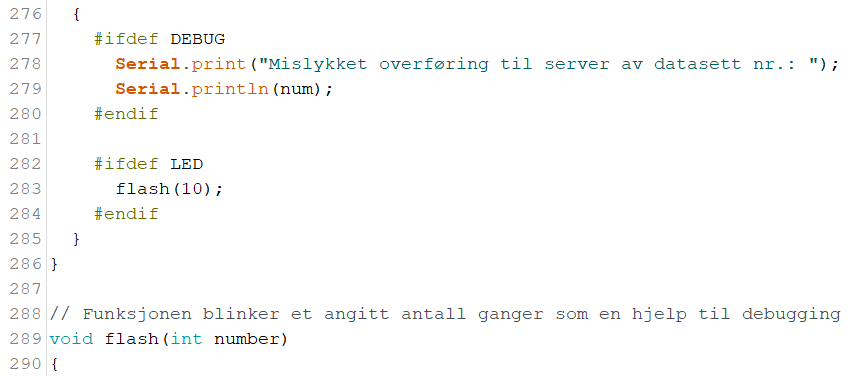 276   {
277     #ifdef DEBUG
278       Serial.print("Mislykket overføring til server av datasett nr.: ");
279       Serial.println(num);
280     #endif
281
282     #ifdef LED
283       flash(10);
284     #endif
285   }
286 }
287
288 // Funksjonen blinker et angitt antall ganger som en hjelp til debugging
289 void flash(int number)
290 {